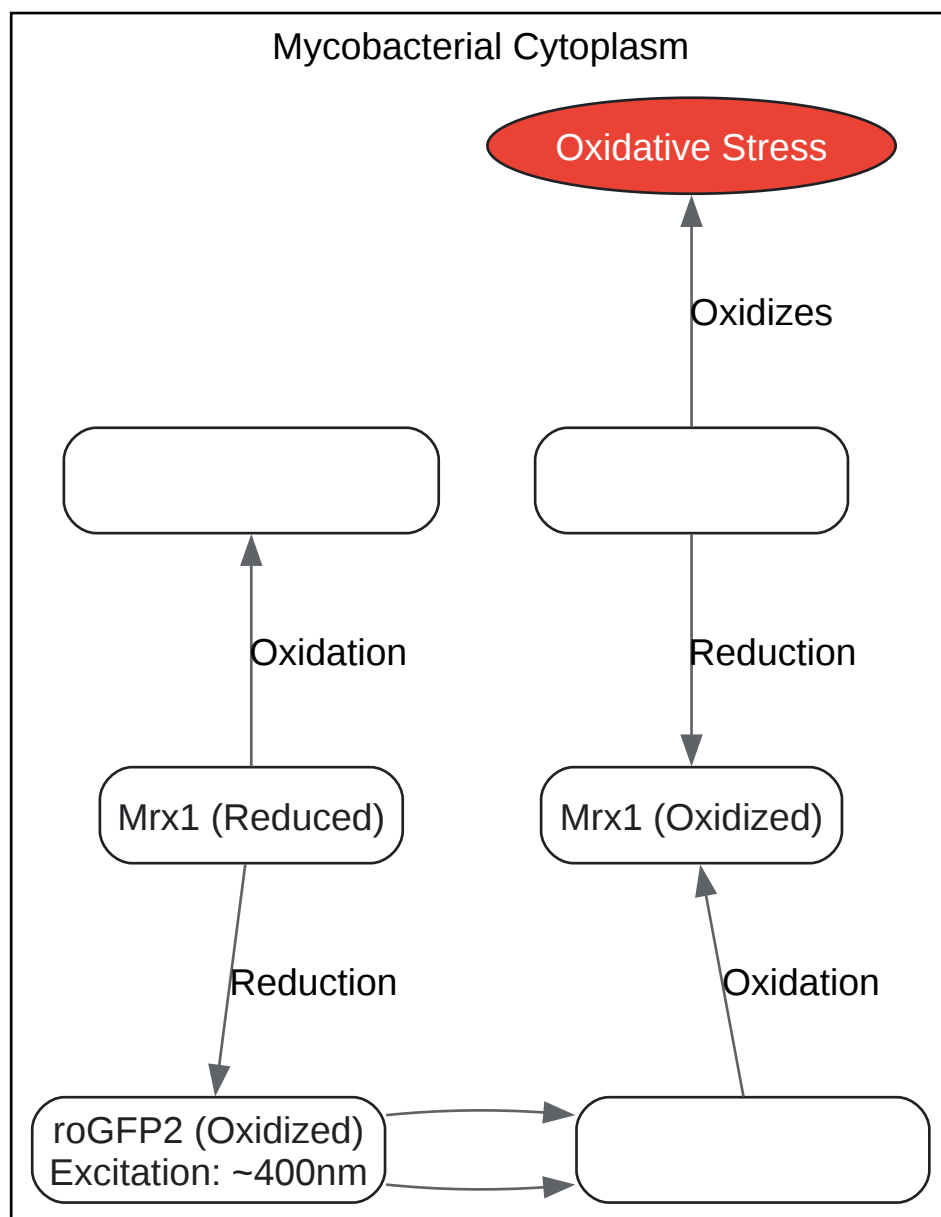 Mycobacterial Cytoplasm
Oxidative Stress
Oxidizes
Oxidation
Reduction
Mrx1 (Reduced)
Mrx1 (Oxidized)
Reduction
Oxidation
roGFP2 (Oxidized)
Excitation: ~400nm